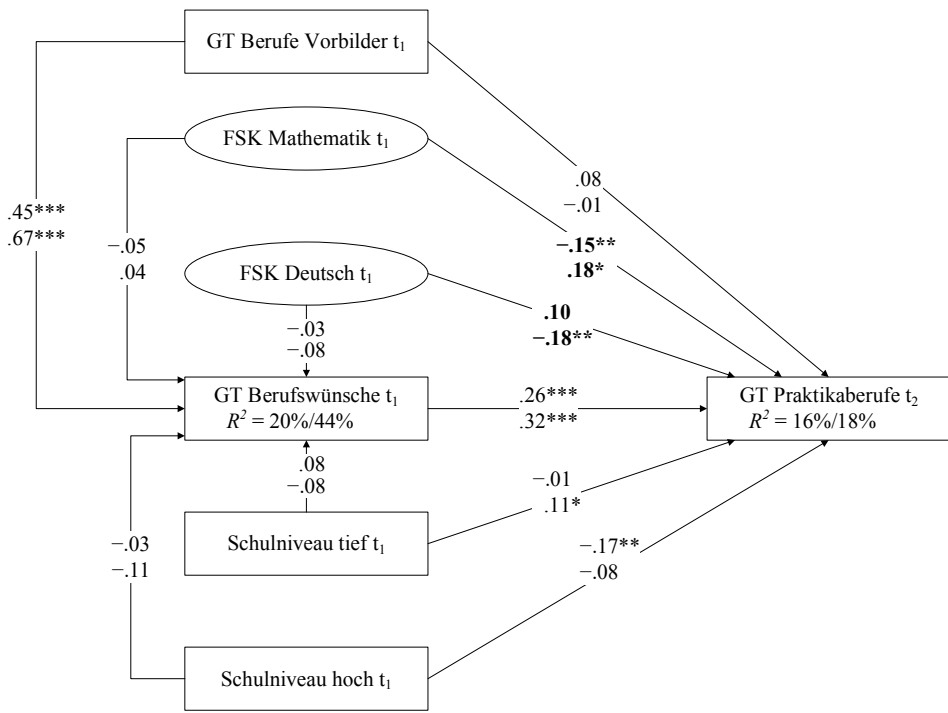 GT Berufe Vorbilder t₁
FSK Mathematik t₁
.08
−.01
.45***
.67***
−.05
.04
−.15**
.18*
FSK Deutsch t₁
.10
−.18**
−.03
−.08
GT Berufswünsche t₁
R² = 20%/44%
.26***
.32***
GT Praktikaberufe t₂
R² = 16%/18%
.08
−.08
−.01
.11*
Schulniveau tief t₁
−.03
−.11
−.17**
−.08
Schulniveau hoch t₁